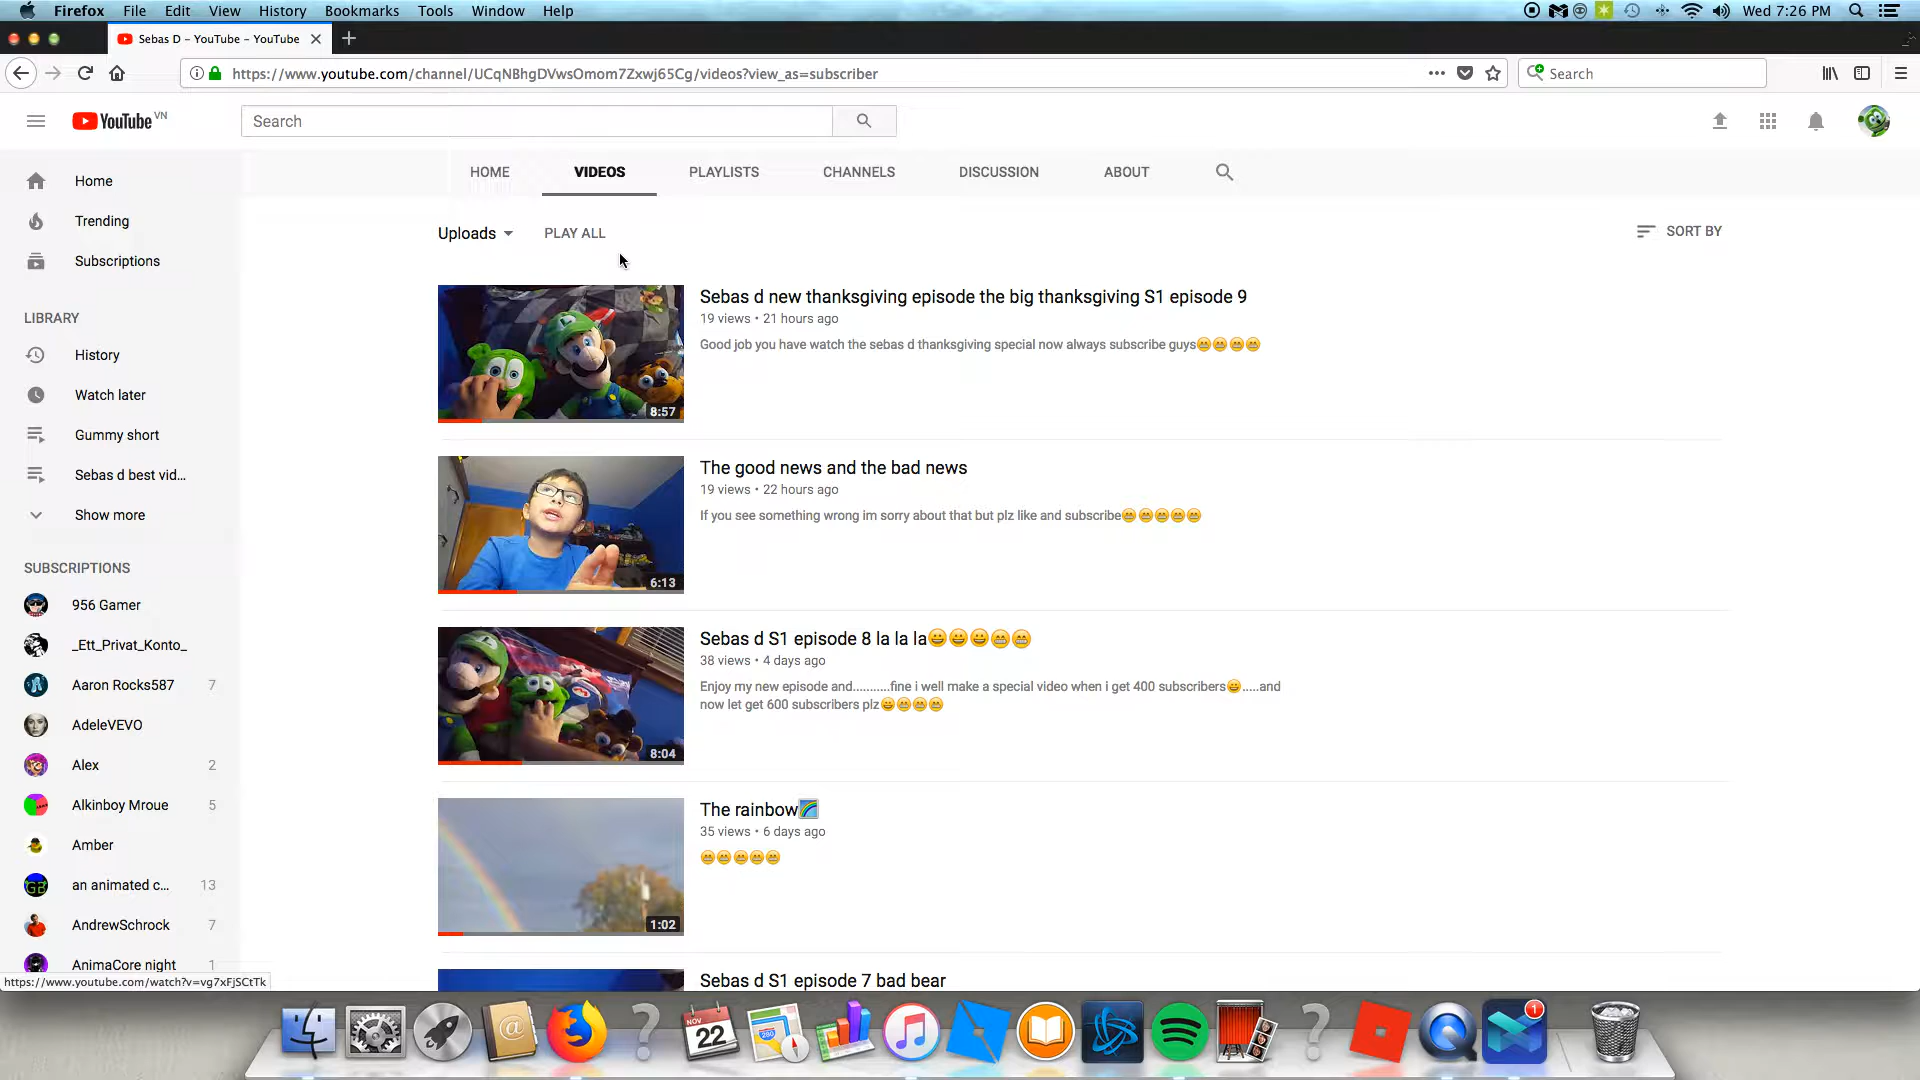 Firefox File Edit View History Bookmarks Tools Window Help Wed 7:26 PM
Sebas D - YouTube - YouTube
https://www.youtube.com/channel/UCqNBhgDVwsOmom7Zxwj65Cg/videos?view_as=subscriber
Search
YouTube VN
Search
HOME VIDEOS PLAYLISTS CHANNELS DISCUSSION ABOUT
Uploads PLAY ALL SORT BY
Home
Trending
Subscriptions
LIBRARY
History
Watch later
Gummy short
Sebas d best vid...
Show more
SUBSCRIPTIONS
956 Gamer
_Ett_Privat_Konto_
Aaron Rocks587 7
AdeleVEVO
Alex 2
Alkinboy Mroue 5
Amber
an animated c... 13
AndrewSchrock 7
AnimaCore night 1
https://www.youtube.com/watch?v=vg7xFjSCtTk
8:57
Sebas d new thanksgiving episode the big thanksgiving S1 episode 9
19 views • 21 hours ago
Good job you have watch the sebas d thanksgiving special now always subscribe guys😁😁😁😁
6:13
The good news and the bad news
19 views • 22 hours ago
If you see something wrong im sorry about that but plz like and subscribe😁😁😁😁😁
8:04
Sebas d S1 episode 8 la la la😀😀😀😁😁
38 views • 4 days ago
Enjoy my new episode and...........fine i well make a special video when i get 400 subscribers😀.....and
now let get 600 subscribers plz😀😁😁😁
1:02
The rainbow🌈
35 views • 6 days ago
😁😁😁😁😁
Sebas d S1 episode 7 bad bear
NOV
22
1